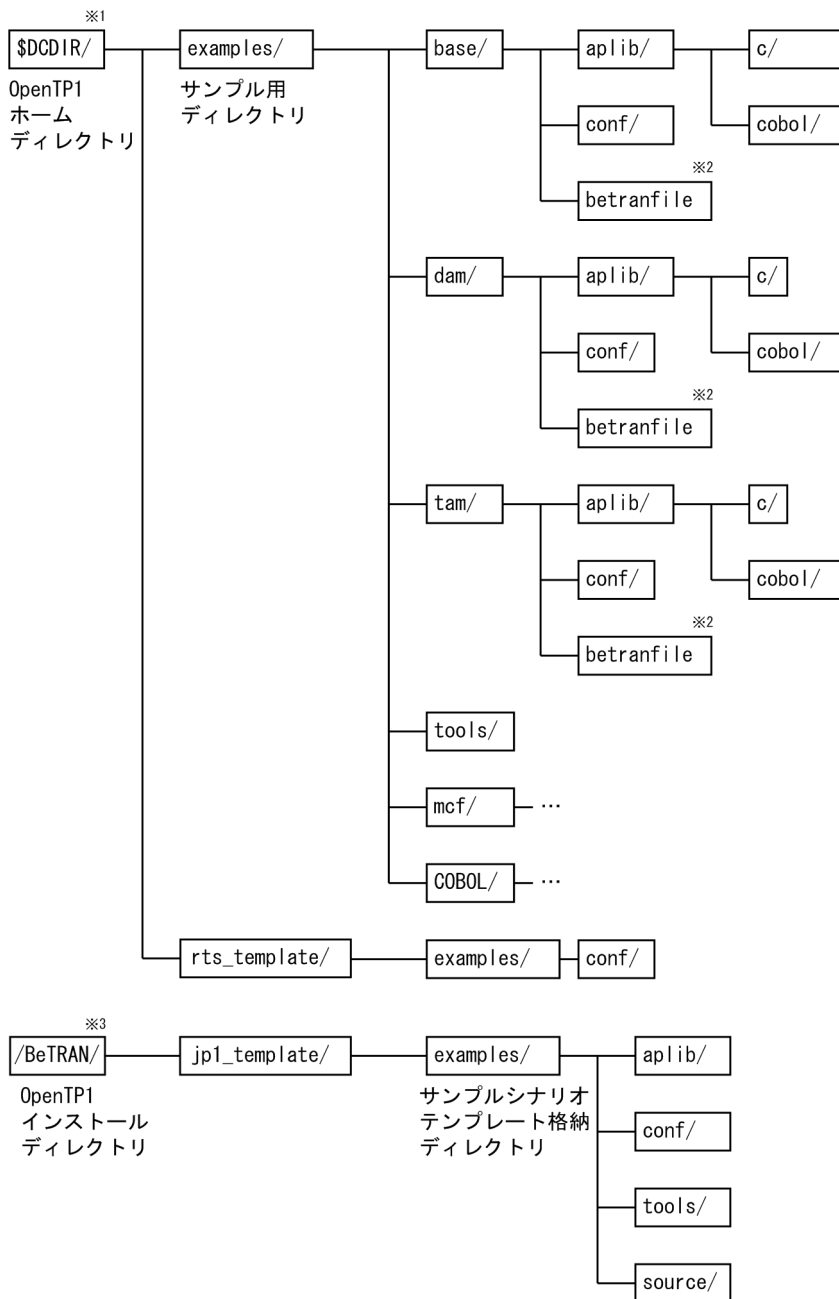 ※1
$DCDIR/ examples/ base/ aplib/ c/
OpenTP1
ホーム
ディレクトリ
サンプル用
ディレクトリ
conf/ cobol/
※2
betranfile
dam/ aplib/ c/
conf/ cobol/
※2
betranfile
tam/ aplib/ c/
conf/ cobol/
※2
betranfile
tools/
mcf/ …
COBOL/ …
rts_template/ examples/ conf/
※3
/BeTRAN/ jp1_template/ examples/ aplib/
OpenTP1
インストール
ディレクトリ
サンプルシナリオ
テンプレート格納
ディレクトリ
conf/
tools/
source/